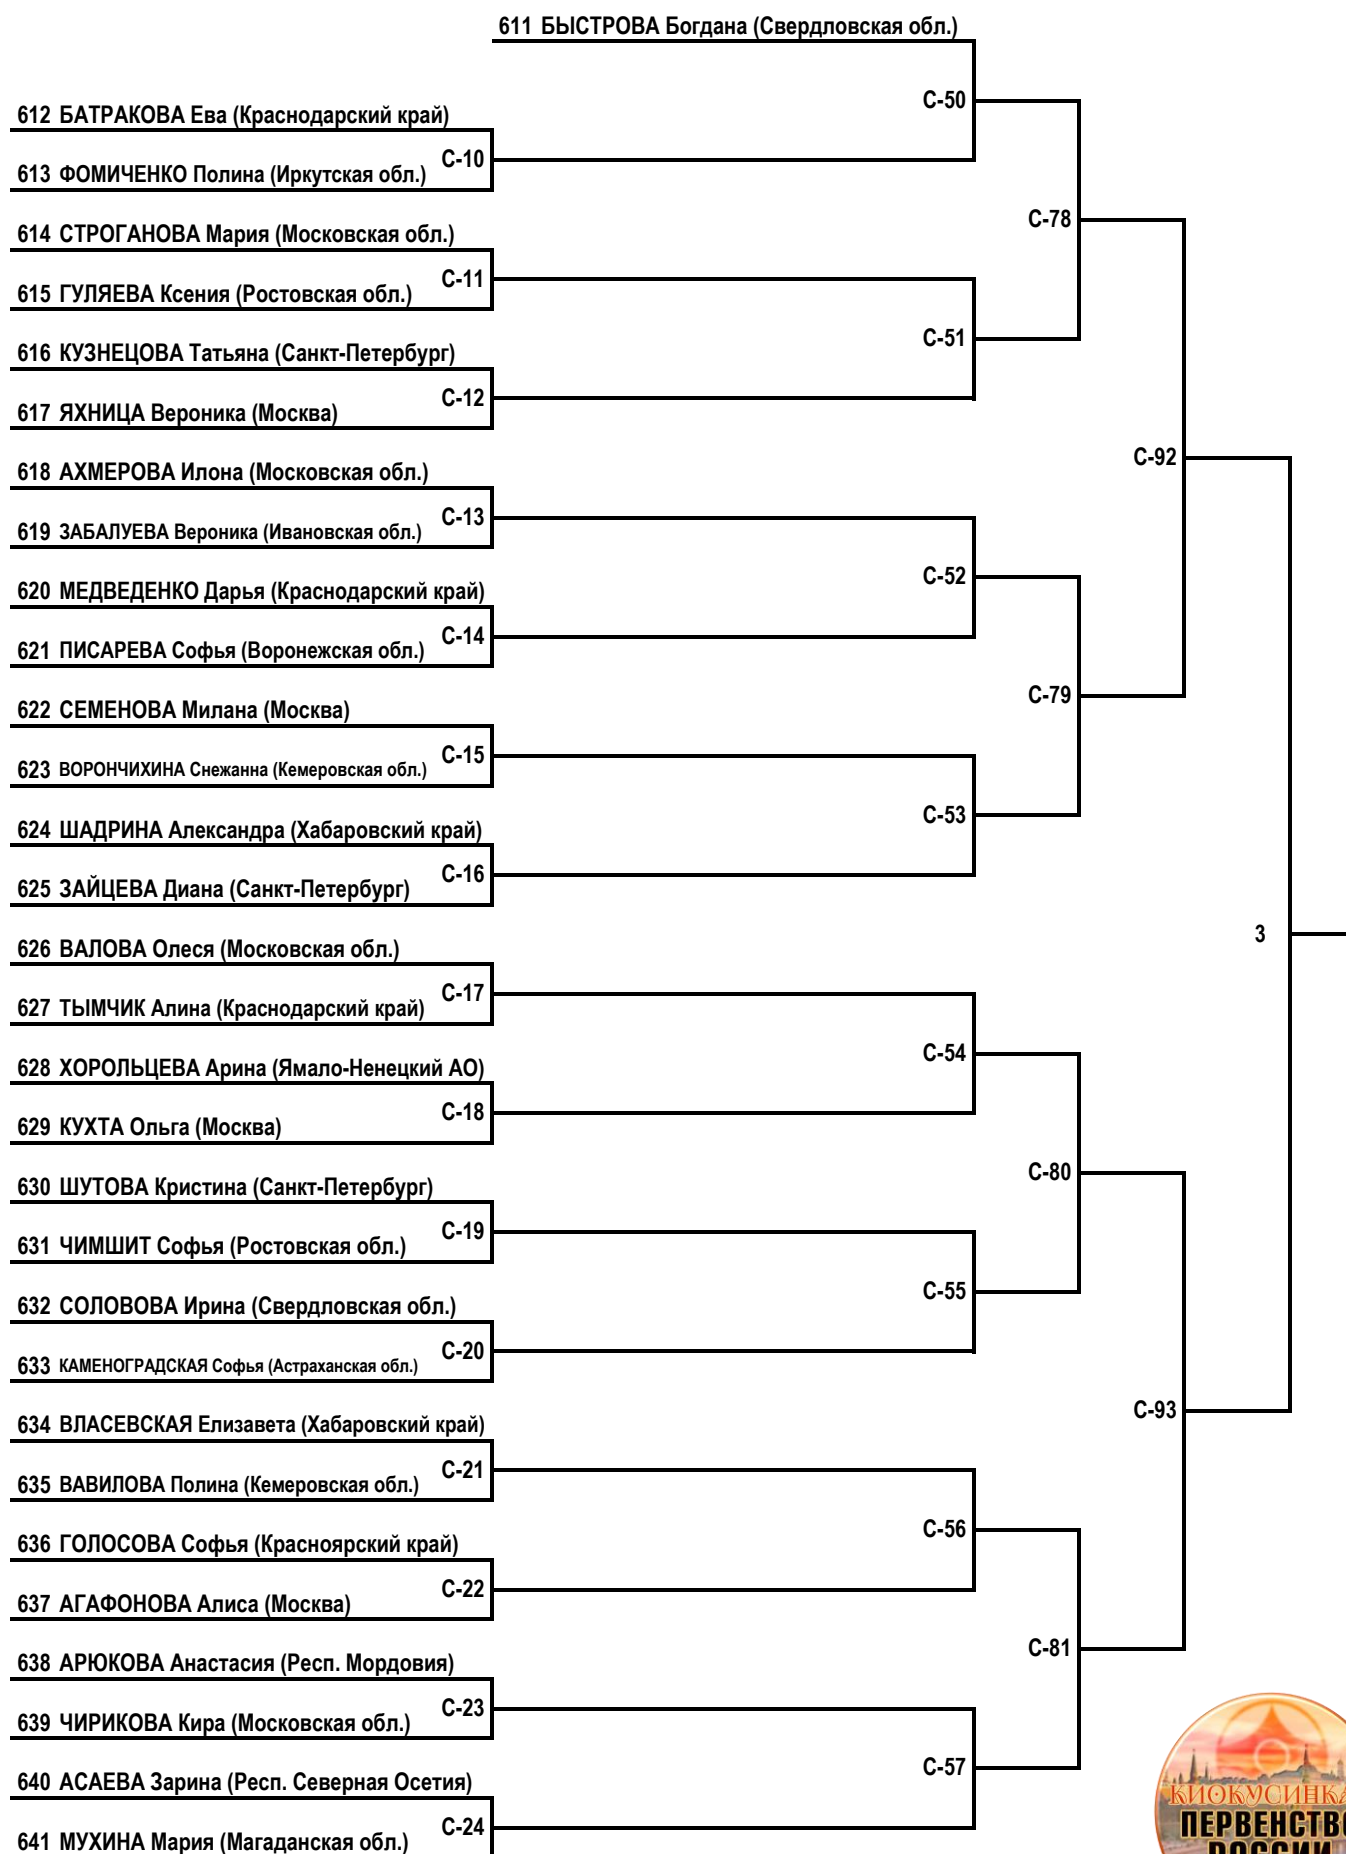 611 БЫСТРОВА Богдана (Свердловская обл.)
С-50
612 БАТРАКОВА Ева (Краснодарский край)
С-10
613 ФОМИЧЕНКО Полина (Иркутская обл.)
С-78
614 СТРОГАНОВА Мария (Московская обл.)
С-11
615 ГУЛЯЕВА Ксения (Ростовская обл.)
С-51
616 КУЗНЕЦОВА Татьяна (Санкт-Петербург)
С-12
617 ЯХНИЦА Вероника (Москва)
С-92
618 АХМЕРОВА Илона (Московская обл.)
С-13
619 ЗАБАЛУЕВА Вероника (Ивановская обл.)
С-52
620 МЕДВЕДЕНКО Дарья (Краснодарский край)
С-14
621 ПИСАРЕВА Софья (Воронежская обл.)
С-79
622 СЕМЕНОВА Милана (Москва)
С-15
623 ВОРОНЧИХИНА Снежанна (Кемеровская обл.)
С-53
624 ШАДРИНА Александра (Хабаровский край)
С-16
625 ЗАЙЦЕВА Диана (Санкт-Петербург)
3
626 ВАЛОВА Олеся (Московская обл.)
С-17
627 ТЫМЧИК Алина (Краснодарский край)
С-54
628 ХОРОЛЬЦЕВА Арина (Ямало-Ненецкий АО)
С-18
629 КУХТА Ольга (Москва)
С-80
630 ШУТОВА Кристина (Санкт-Петербург)
С-19
631 ЧИМШИТ Софья (Ростовская обл.)
С-55
632 СОЛОВОВА Ирина (Свердловская обл.)
С-20
633 КАМЕНОГРАДСКАЯ Софья (Астраханская обл.)
С-93
634 ВЛАСЕВСКАЯ Елизавета (Хабаровский край)
С-21
635 ВАВИЛОВА Полина (Кемеровская обл.)
С-56
636 ГОЛОСОВА Софья (Красноярский край)
С-22
637 АГАФОНОВА Алиса (Москва)
С-81
638 АРЮКОВА Анастасия (Респ. Мордовия)
С-23
639 ЧИРИКОВА Кира (Московская обл.)
С-57
640 АСАЕВА Зарина (Респ. Северная Осетия)
С-24
641 МУХИНА Мария (Магаданская обл.)
КИОКУСИНКА
ПЕРВЕНСТВО
РОССИИ